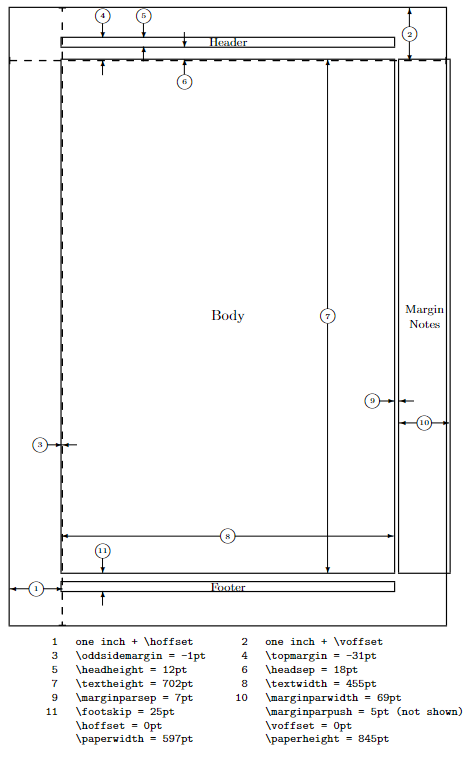 4
5
2
Header
6
Body
7
Margin
Notes
9
10
3
8
11
1
Footer
1 one inch + \hoffset 2 one inch + \voffset
3 \oddsidemargin = -1pt 4 \topmargin = -31pt
5 \headheight = 12pt 6 \headsep = 18pt
7 \textheight = 702pt 8 \textwidth = 455pt
9 \marginparsep = 7pt 10 \marginparwidth = 69pt
11 \footskip = 25pt \marginparpush = 5pt (not shown)
\hoffset = 0pt \voffset = 0pt
\paperwidth = 597pt \paperheight = 845pt